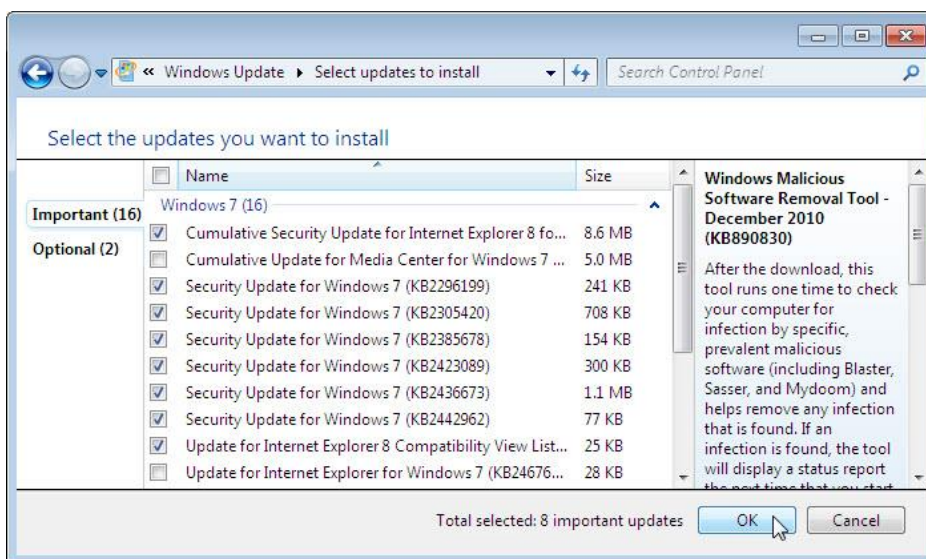 « Windows Update ▸ Select updates to install
Search Control Panel
Select the updates you want to install
Name Size
Important (16)
Optional (2)
Windows 7 (16)
Cumulative Security Update for Internet Explorer 8 fo... 8.6 MB
Cumulative Update for Media Center for Windows 7 ... 5.0 MB
Security Update for Windows 7 (KB2296199) 241 KB
Security Update for Windows 7 (KB2305420) 708 KB
Security Update for Windows 7 (KB2385678) 154 KB
Security Update for Windows 7 (KB2423089) 300 KB
Security Update for Windows 7 (KB2436673) 1.1 MB
Security Update for Windows 7 (KB2442962) 77 KB
Update for Internet Explorer 8 Compatibility View List... 25 KB
Update for Internet Explorer for Windows 7 (KB24676... 28 KB
Windows Malicious
Software Removal Tool -
December 2010
(KB890830)
After the download, this
tool runs one time to check
your computer for
infection by specific,
prevalent malicious
software (including Blaster,
Sasser, and Mydoom) and
helps remove any infection
that is found. If an
infection is found, the tool
will display a status report
the next time that you start
Total selected: 8 important updates
OK
Cancel